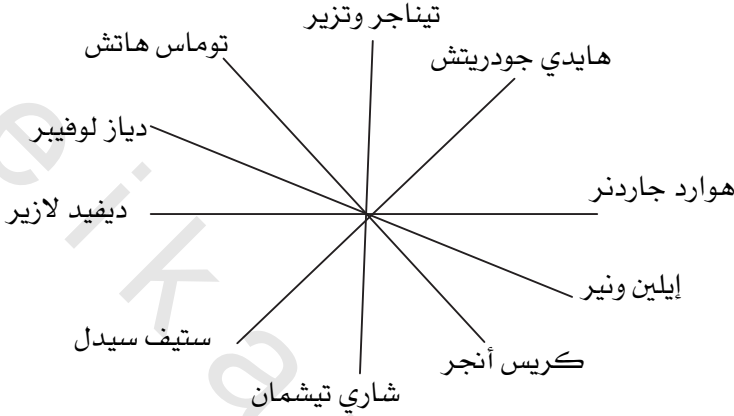 تيناجر وتزير
توماس هاتش
هايدي جودريتش
دياز لوفيبر
هوارد جاردنر
ديفيد لازير
إيلين ونير
ستيف سيدل
كريس أنجر
شاري تيشمان
e i k a